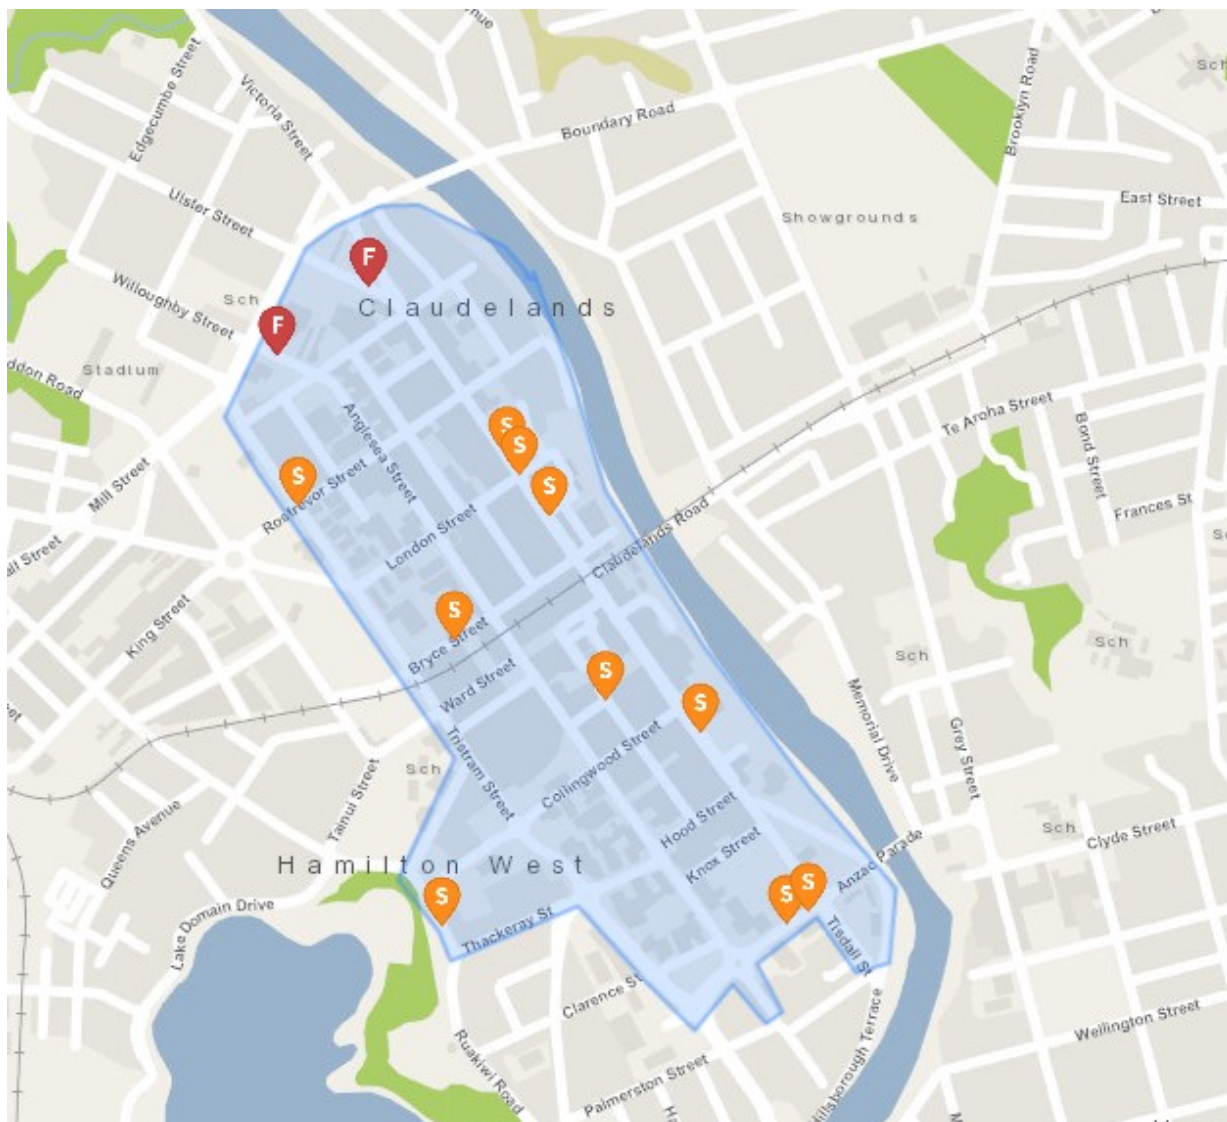 Edgecumbe Street
Victoria Street
Boundary Road
Brooklyn Road
Sch
Ulster Street
East Street
Showgrounds
F
Willoughby Street
Sch
Claudelands
F
Stadium
ddon Road
Anglesea Street
Te Aroha Street
Bond Street
S
S
S
S
Rostrevor Street
Mill Street
London Street
Frances St
Claudelands Road
King Street
S
Bryce Street
Ward Street
S
Sch
Sch
S
Memorial Drive
Grey Street
Tristram Street
Collingwood Street
Sch
Tainui Street
Queens Avenue
Hood Street
Knox Street
Sch
Clyde Street
Anzac Parade
Hamilton West
S
S
S
Lake Domain Drive
Thackeray St
Tisdall St
Clarence St
Hillsborough Terrace
Wellington Street
Ruakiwi Road
Palmerston Street